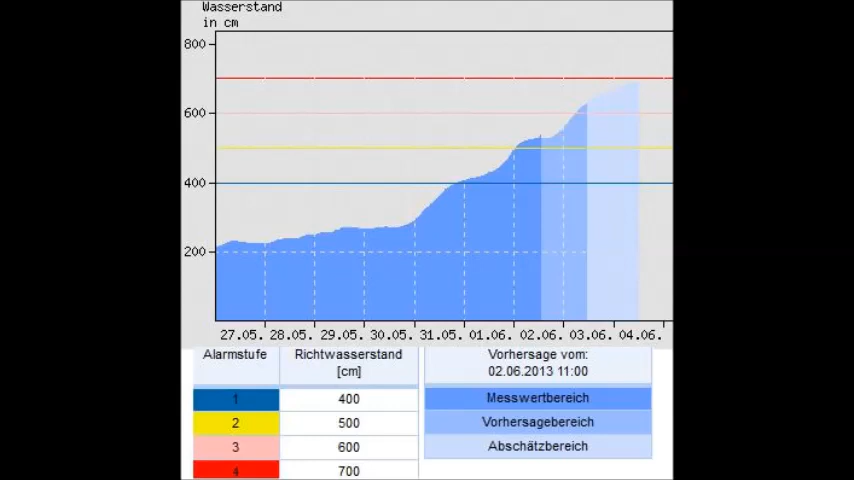 Wasserstand
in cm
800
600
400
200
27.05. 28.05. 29.05. 30.05. 31.05. 01.06. 02.06. 03.06. 04.06.
Alarmstufe Richtwasserstand [cm]
1 400
2 500
3 600
4 700
Vorhersage vom:
02.06.2013 11:00
Messwertbereich
Vorhersagebereich
Abschätzbereich